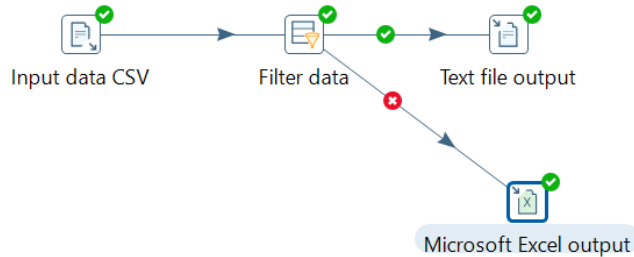 Input data CSV
Filter data
Text file output
X
Microsoft Excel output